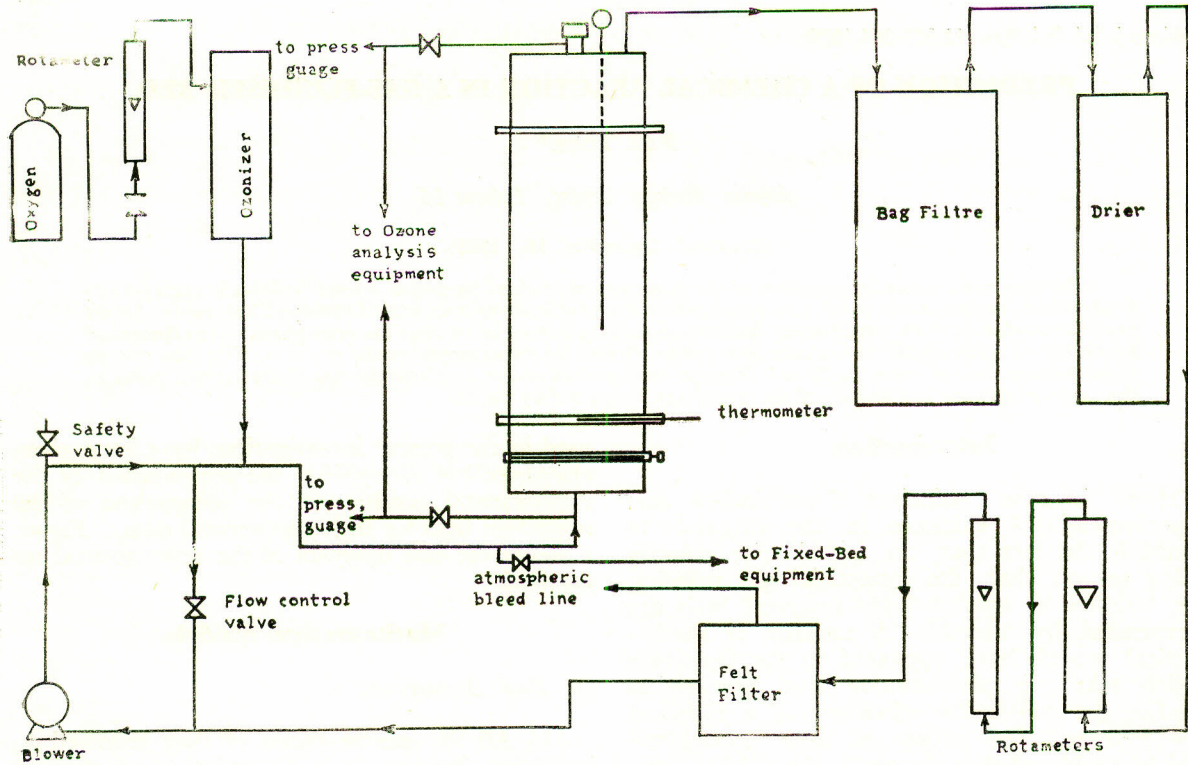 Rotameter
Oxygen
Ozonizer
to press
guage
to Ozone
analysis
equipment
Bag Filtre
Drier
thermometer
Safety
valve
to
press,
guage
to Fixed-Bed
equipment
atmospheric
bleed line
Flow control
valve
Felt
Filter
Blower
Rotameters